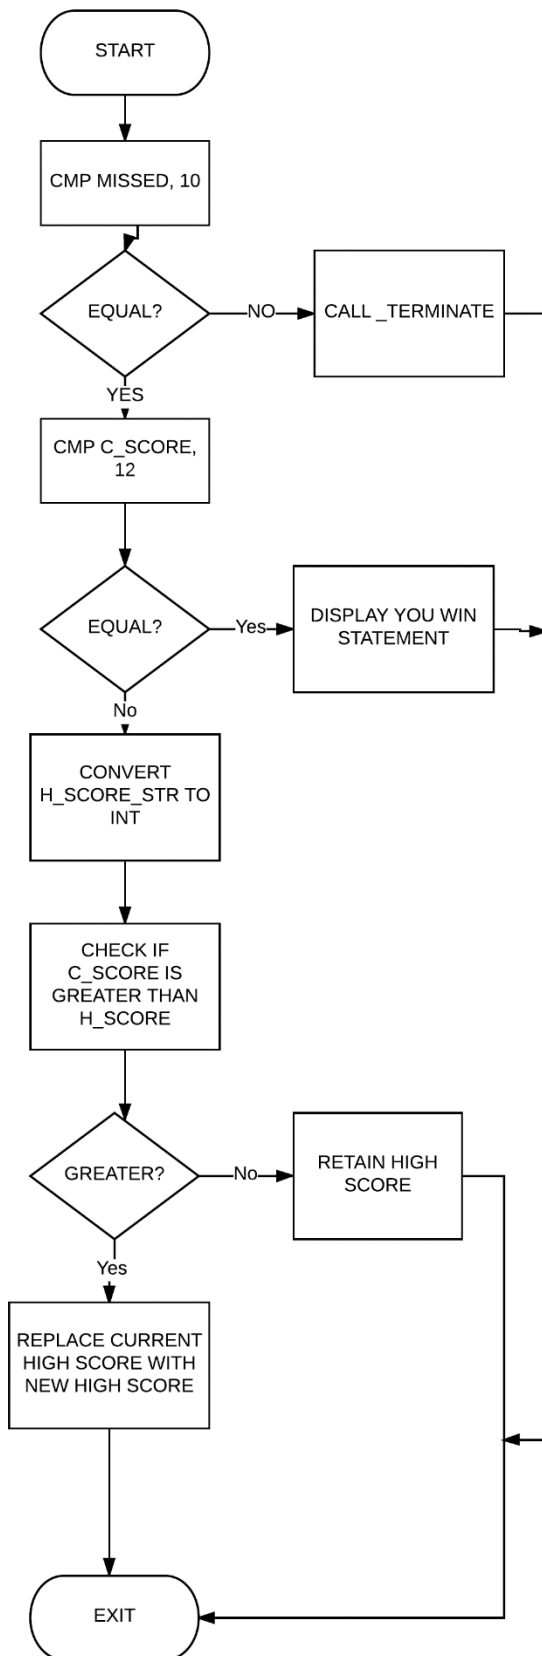 START
CMP MISSED, 10
EQUAL?
NO
CALL _TERMINATE
YES
CMP C_SCORE,
12
EQUAL?
Yes
DISPLAY YOU WIN
STATEMENT
No
CONVERT
H_SCORE_STR TO
INT
CHECK IF
C_SCORE IS
GREATER THAN
H_SCORE
GREATER?
No
RETAIN HIGH
SCORE
Yes
REPLACE CURRENT
HIGH SCORE WITH
NEW HIGH SCORE
EXIT